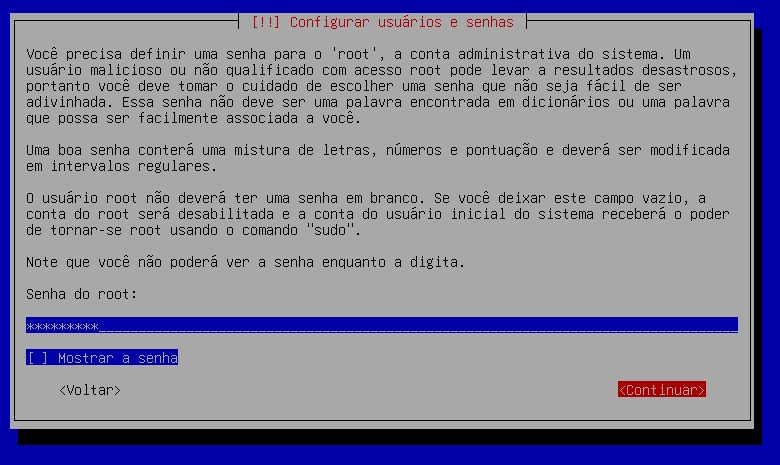 [!!] Configurar usuários e senhas
Você precisa definir uma senha para o 'root', a conta administrativa do sistema. Um
usuário malicioso ou não qualificado com acesso root pode levar a resultados desastrosos,
portanto você deve tomar o cuidado de escolher uma senha que não seja fácil de ser
adivinhada. Essa senha não deve ser uma palavra encontrada em dicionários ou uma palavra
que possa ser facilmente associada a você.
Uma boa senha conterá uma mistura de letras, números e pontuação e deverá ser modificada
em intervalos regulares.
O usuário root não deverá ter uma senha em branco. Se você deixar este campo vazio, a
conta do root será desabilitada e a conta do usuário inicial do sistema receberá o poder
de tornar-se root usando o comando "sudo".
Note que você não poderá ver a senha enquanto a digita.
Senha do root:
*********
[ ] Mostrar a senha
<Voltar> <Continuar>